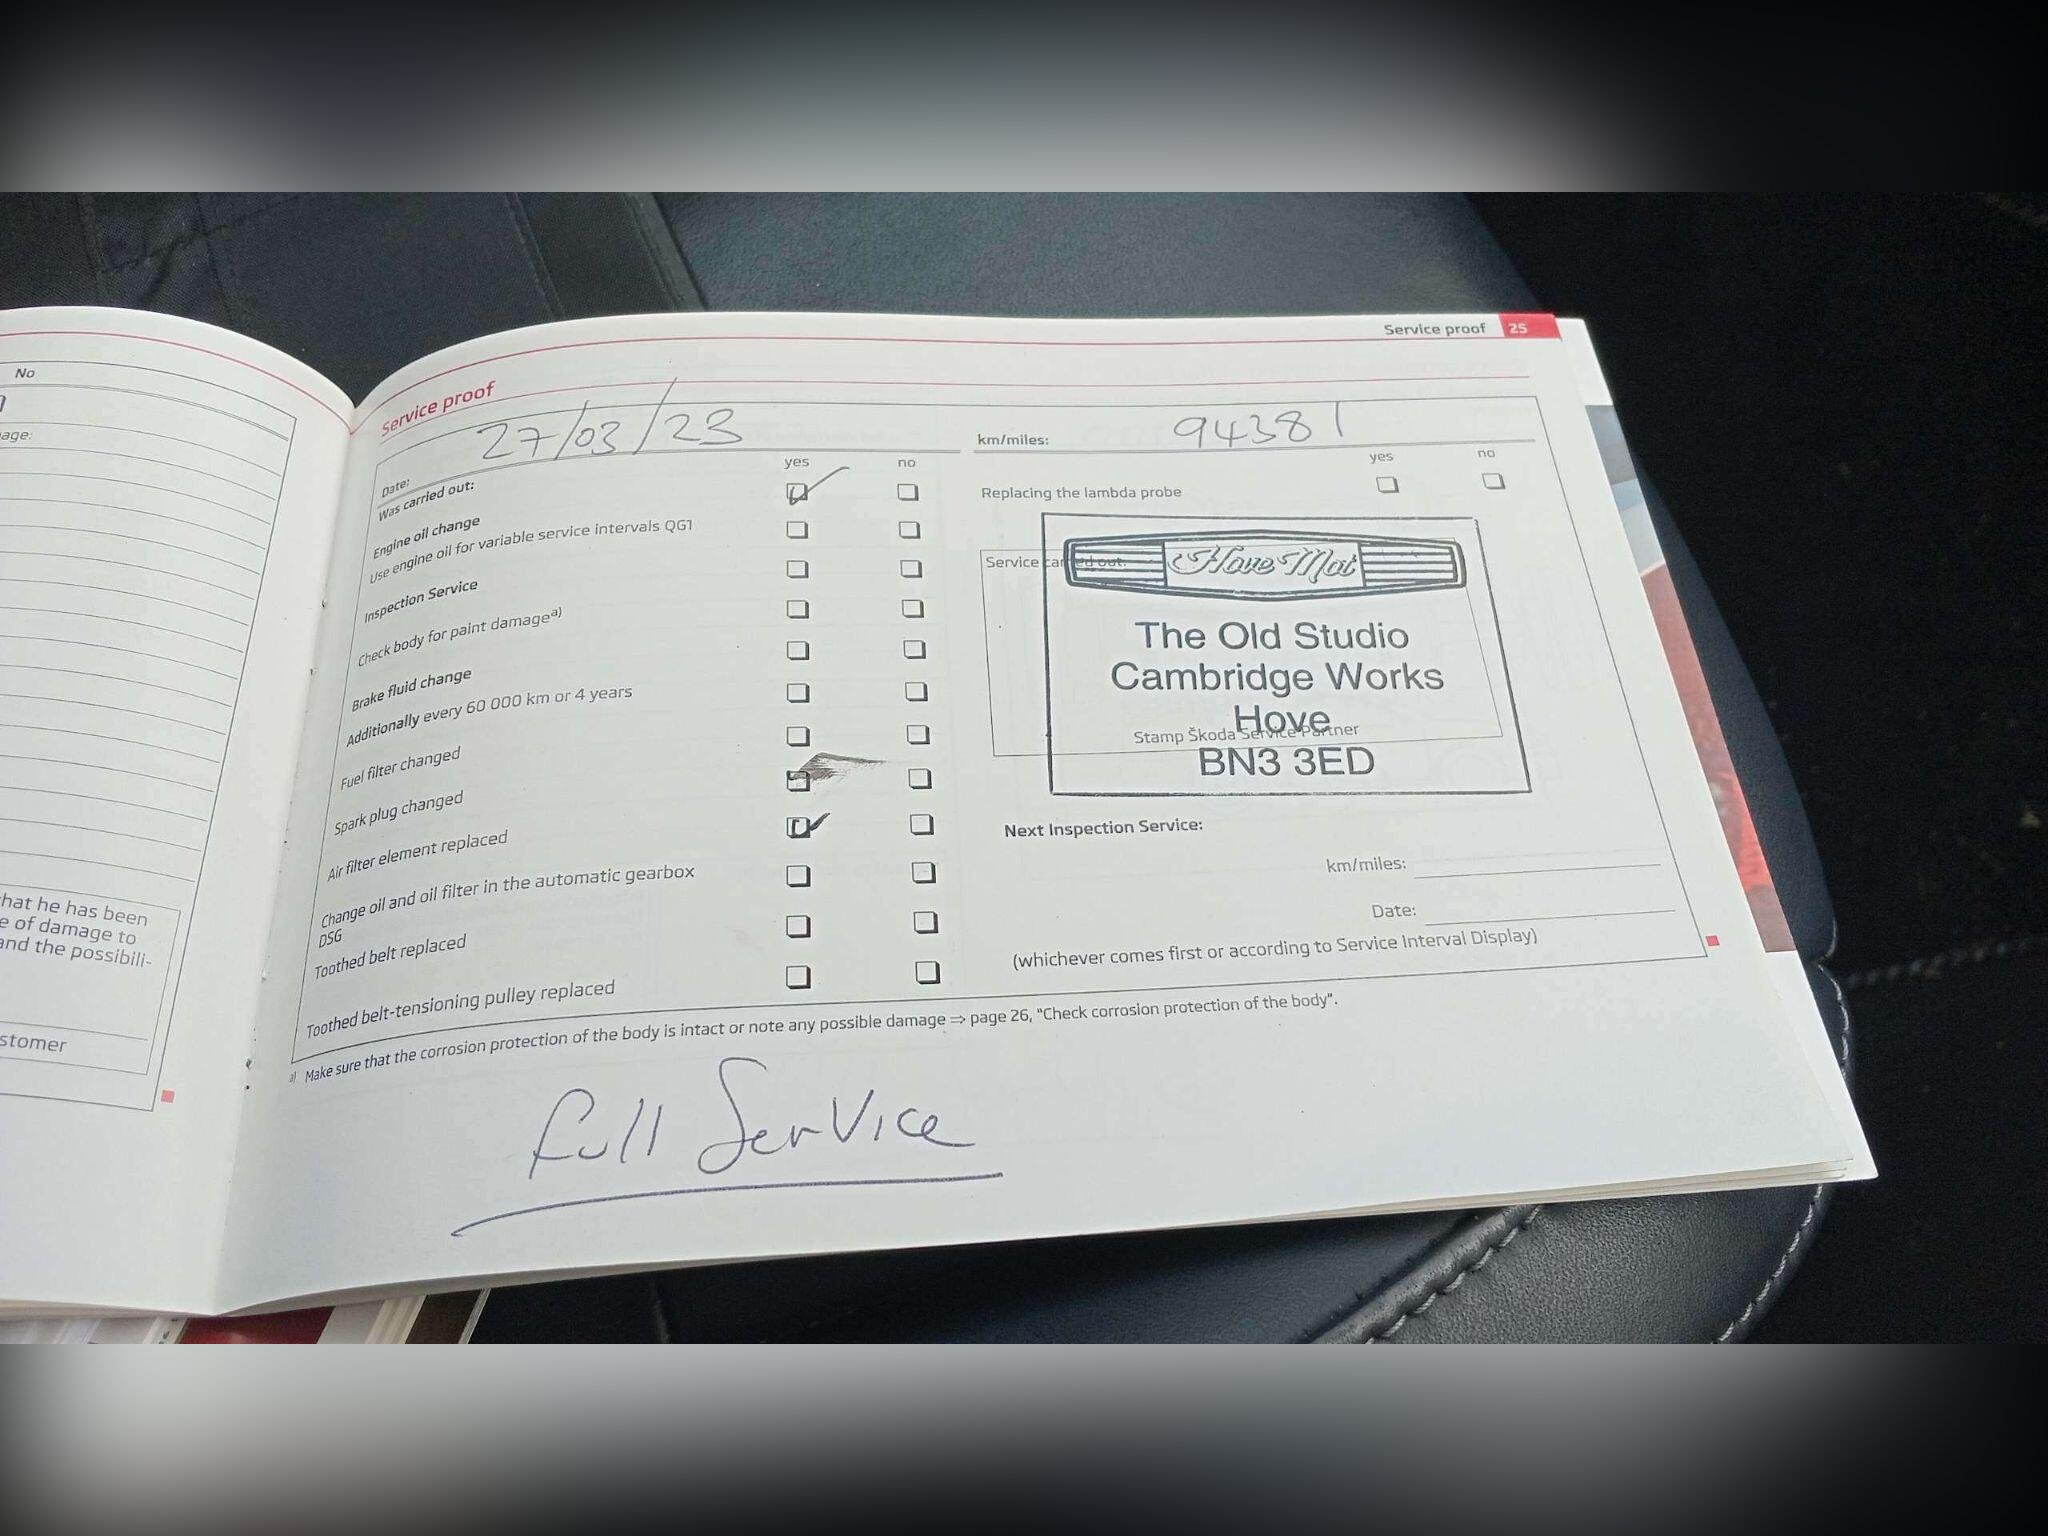 No
age:
hat he has been
e of damage to
and the possibili-
stomer
Service proof 25
Service proof
Date: 27/03/23
km/miles: 94381
Was carried out:
yes no
Engine oil change
Use engine oil for variable service intervals QG1
Inspection Service
Check body for paint damage a)
Brake fluid change
Additionally every 60 000 km or 4 years
Fuel filter changed
Spark plug changed
Air filter element replaced
Change oil and oil filter in the automatic gearbox
DSG
Toothed belt replaced
Toothed belt-tensioning pulley replaced
yes no
Replacing the lambda probe
Service carried out:
Hove Mot
The Old Studio
Cambridge Works
Hove
Stamp Škoda Service Partner
BN3 3ED
Next Inspection Service:
km/miles:
Date:
(whichever comes first or according to Service Interval Display)
a) Make sure that the corrosion protection of the body is intact or note any possible damage ⇒ page 26, "Check corrosion protection of the body".
full Service